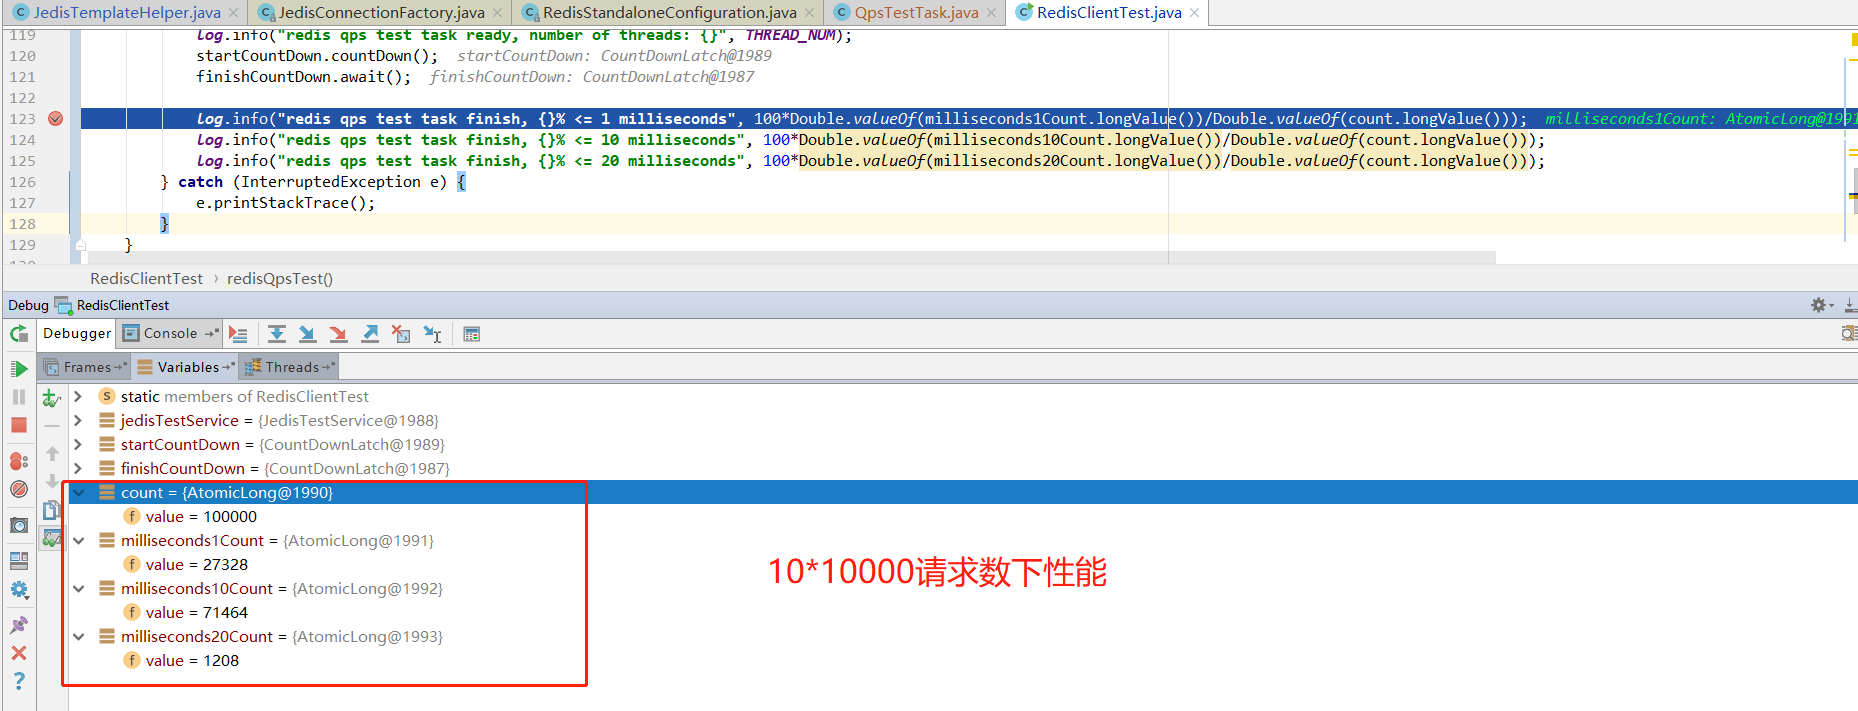 JedisTemplateHelper.java JedisConnectionFactory.java RedisStandaloneConfiguration.java QpsTestTask.java RedisClientTest.java
119 log.info("redis qps test task ready, number of threads: {}", THREAD_NUM);
120 startCountDown.countDown(); startCountDown: CountDownLatch@1989
121 finishCountDown.await(); finishCountDown: CountDownLatch@1987
122
123 log.info("redis qps test task finish, {}% <= 1 milliseconds", 100*Double.valueOf(milliseconds1Count.longValue())/Double.valueOf(count.longValue())); milliseconds1Count: AtomicLong@1991
124 log.info("redis qps test task finish, {}% <= 10 milliseconds", 100*Double.valueOf(milliseconds10Count.longValue())/Double.valueOf(count.longValue()));
125 log.info("redis qps test task finish, {}% <= 20 milliseconds", 100*Double.valueOf(milliseconds20Count.longValue())/Double.valueOf(count.longValue()));
126 } catch (InterruptedException e) {
127 e.printStackTrace();
128 }
129 }
RedisClientTest › redisQpsTest()
Debug RedisClientTest
Debugger Console
Frames Variables Threads
static members of RedisClientTest
jedisTestService = {JedisTestService@1988}
startCountDown = {CountDownLatch@1989}
finishCountDown = {CountDownLatch@1987}
count = {AtomicLong@1990}
value = 100000
milliseconds1Count = {AtomicLong@1991}
value = 27328
milliseconds10Count = {AtomicLong@1992}
value = 71464
milliseconds20Count = {AtomicLong@1993}
value = 1208
10*10000请求数下性能